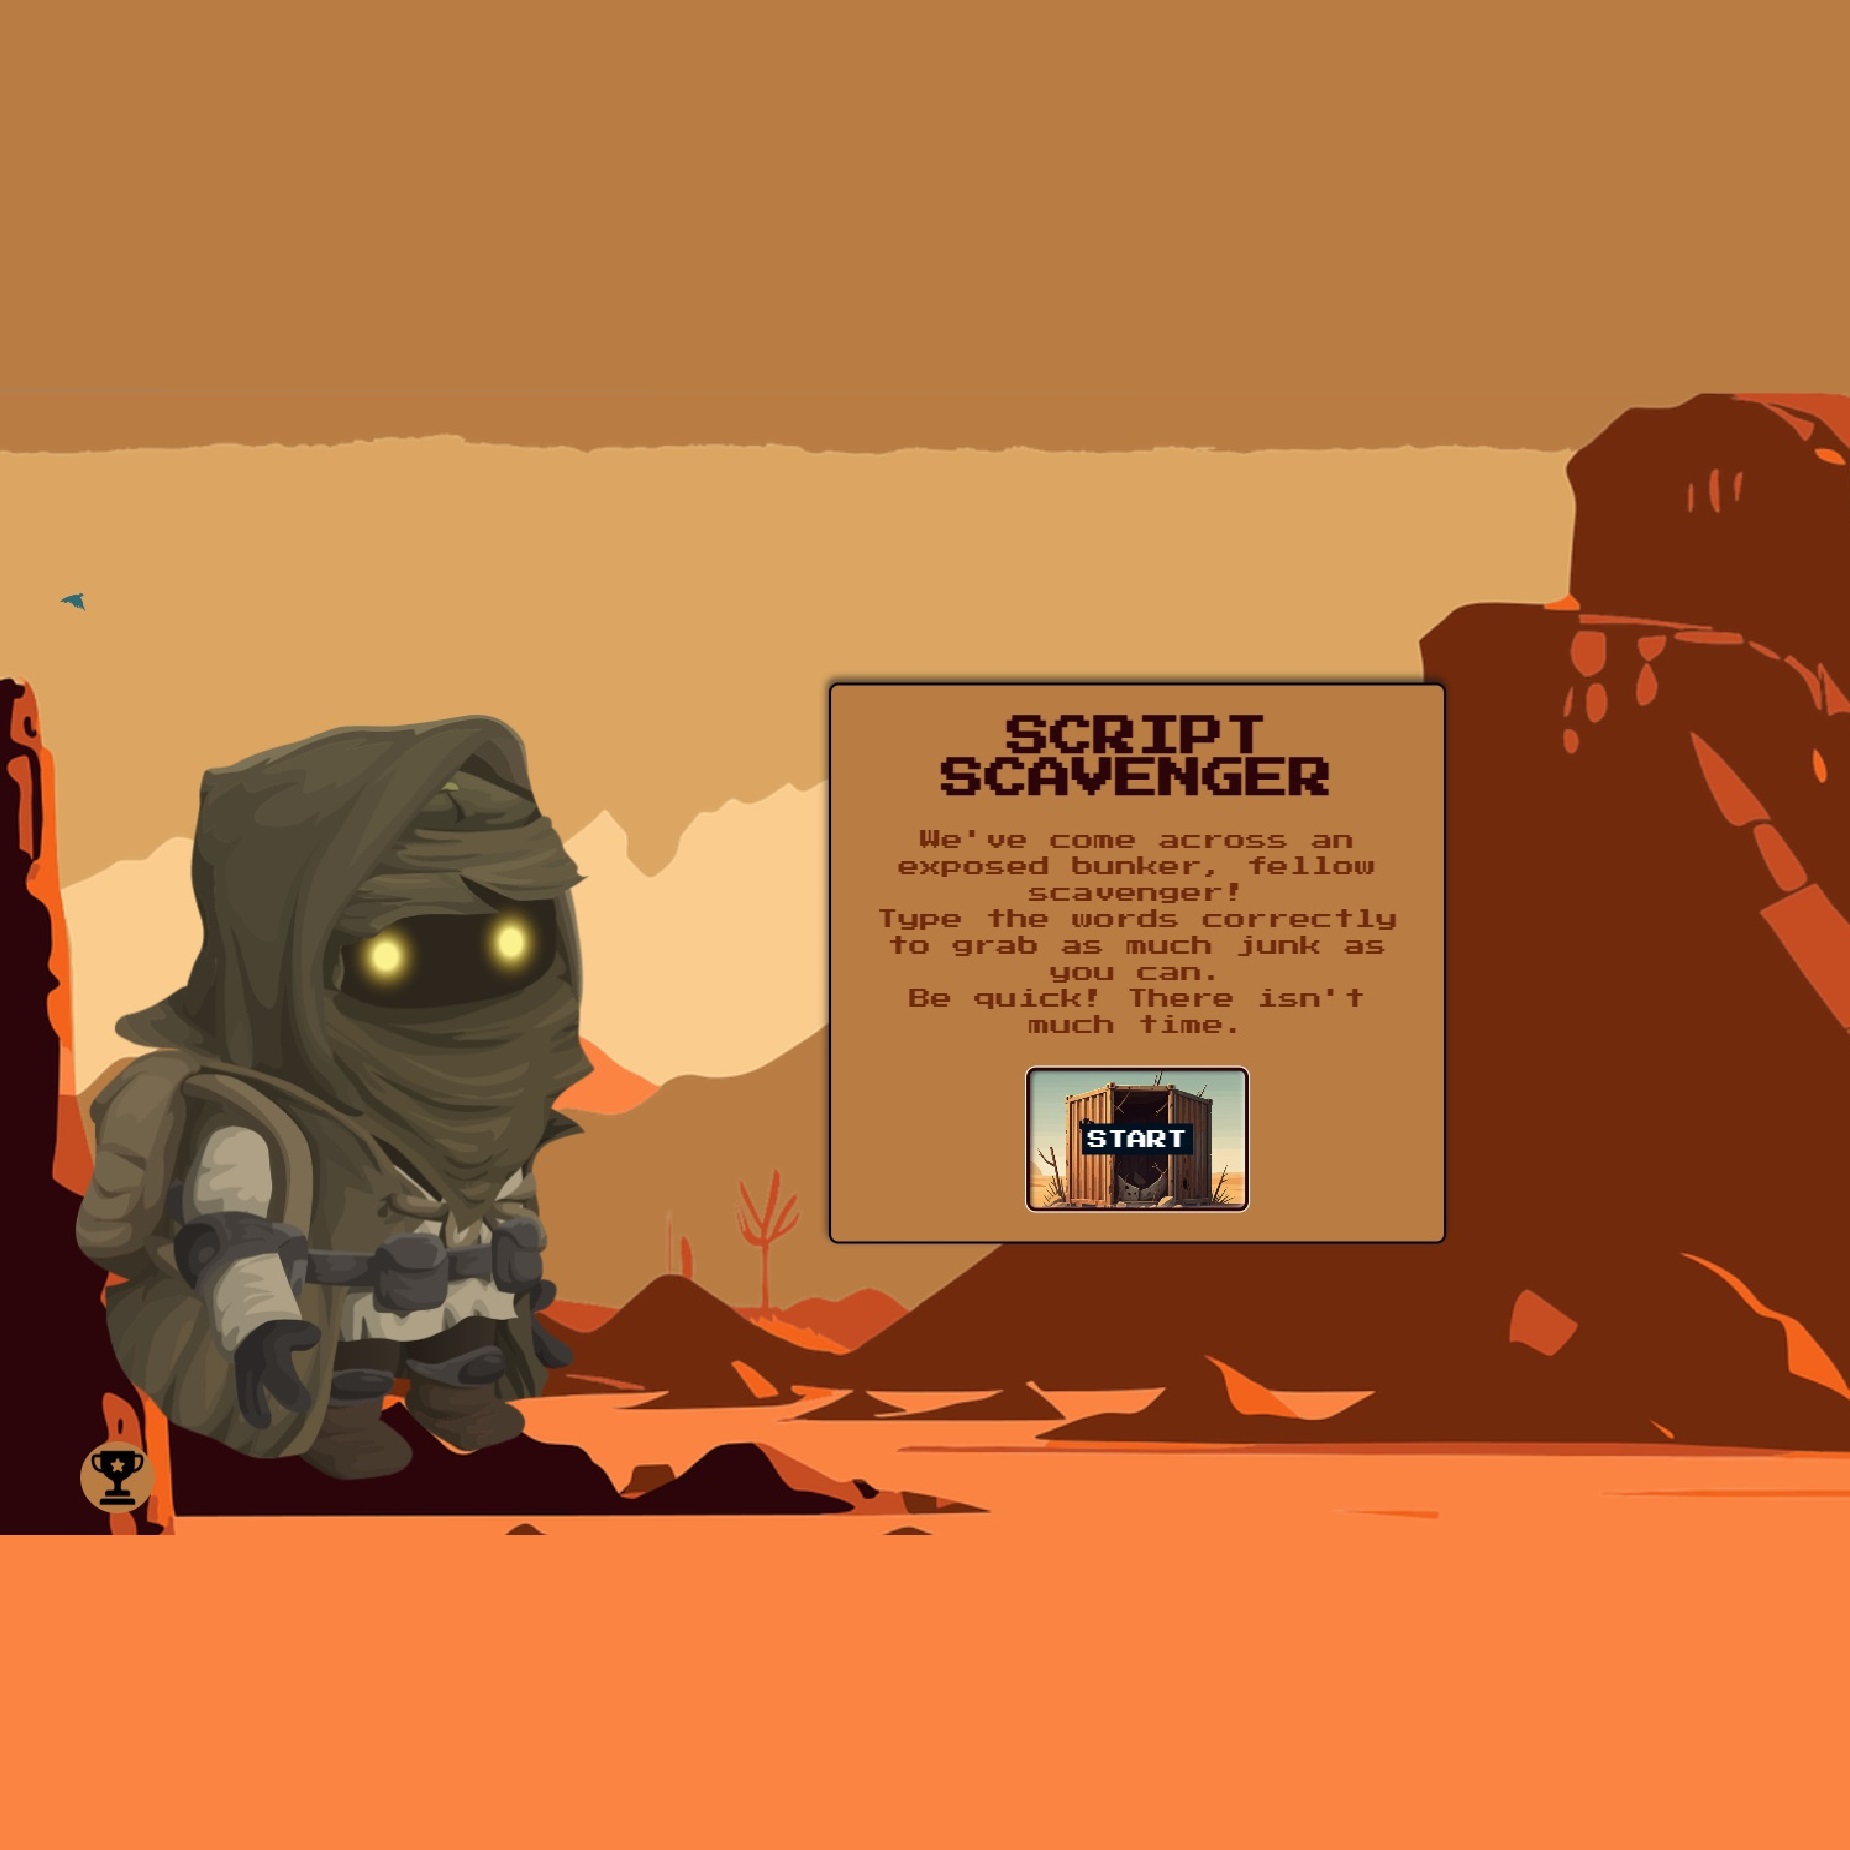 SCRIPT
SCAVENGER
We've come across an
exposed bunker, fellow
scavenger!
Type the words correctly
to grab as much junk as
you can.
Be quick! There isn't
much time.
START